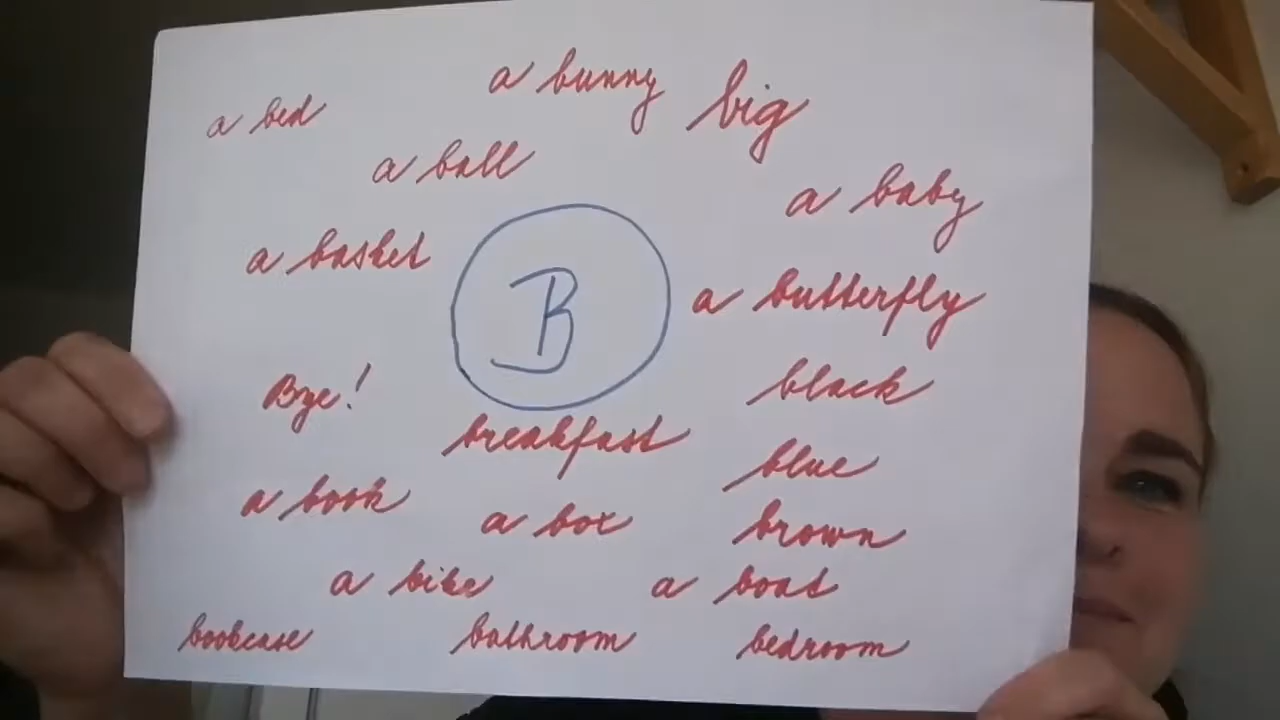 a bunny
big
a bed
a ball
a baby
a basket
B
a butterfly
Bye!
black
breakfast
blue
a book
a box
brown
a bike
a boat
bookcase
bathroom
bedroom